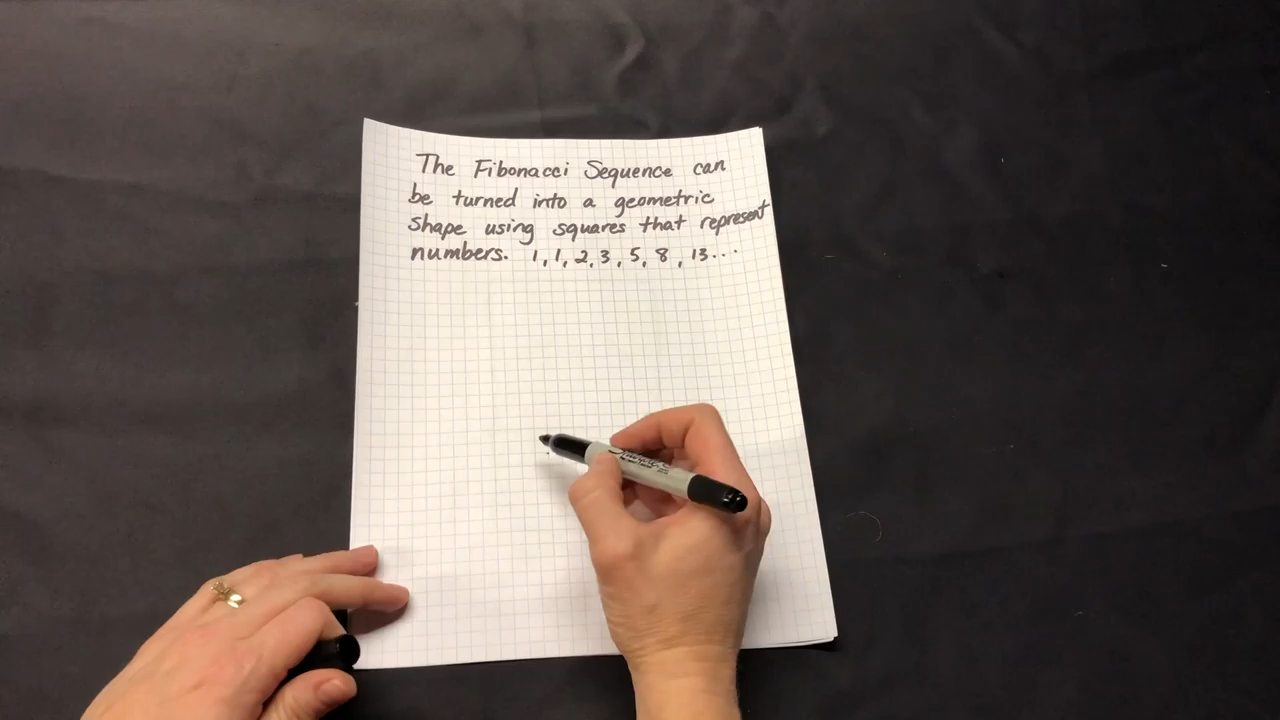 The Fibonacci Sequence can
be turned into a geometric
shape using squares that represent
numbers. 1, 1, 2, 3, 5, 8, 13...
Sharpie